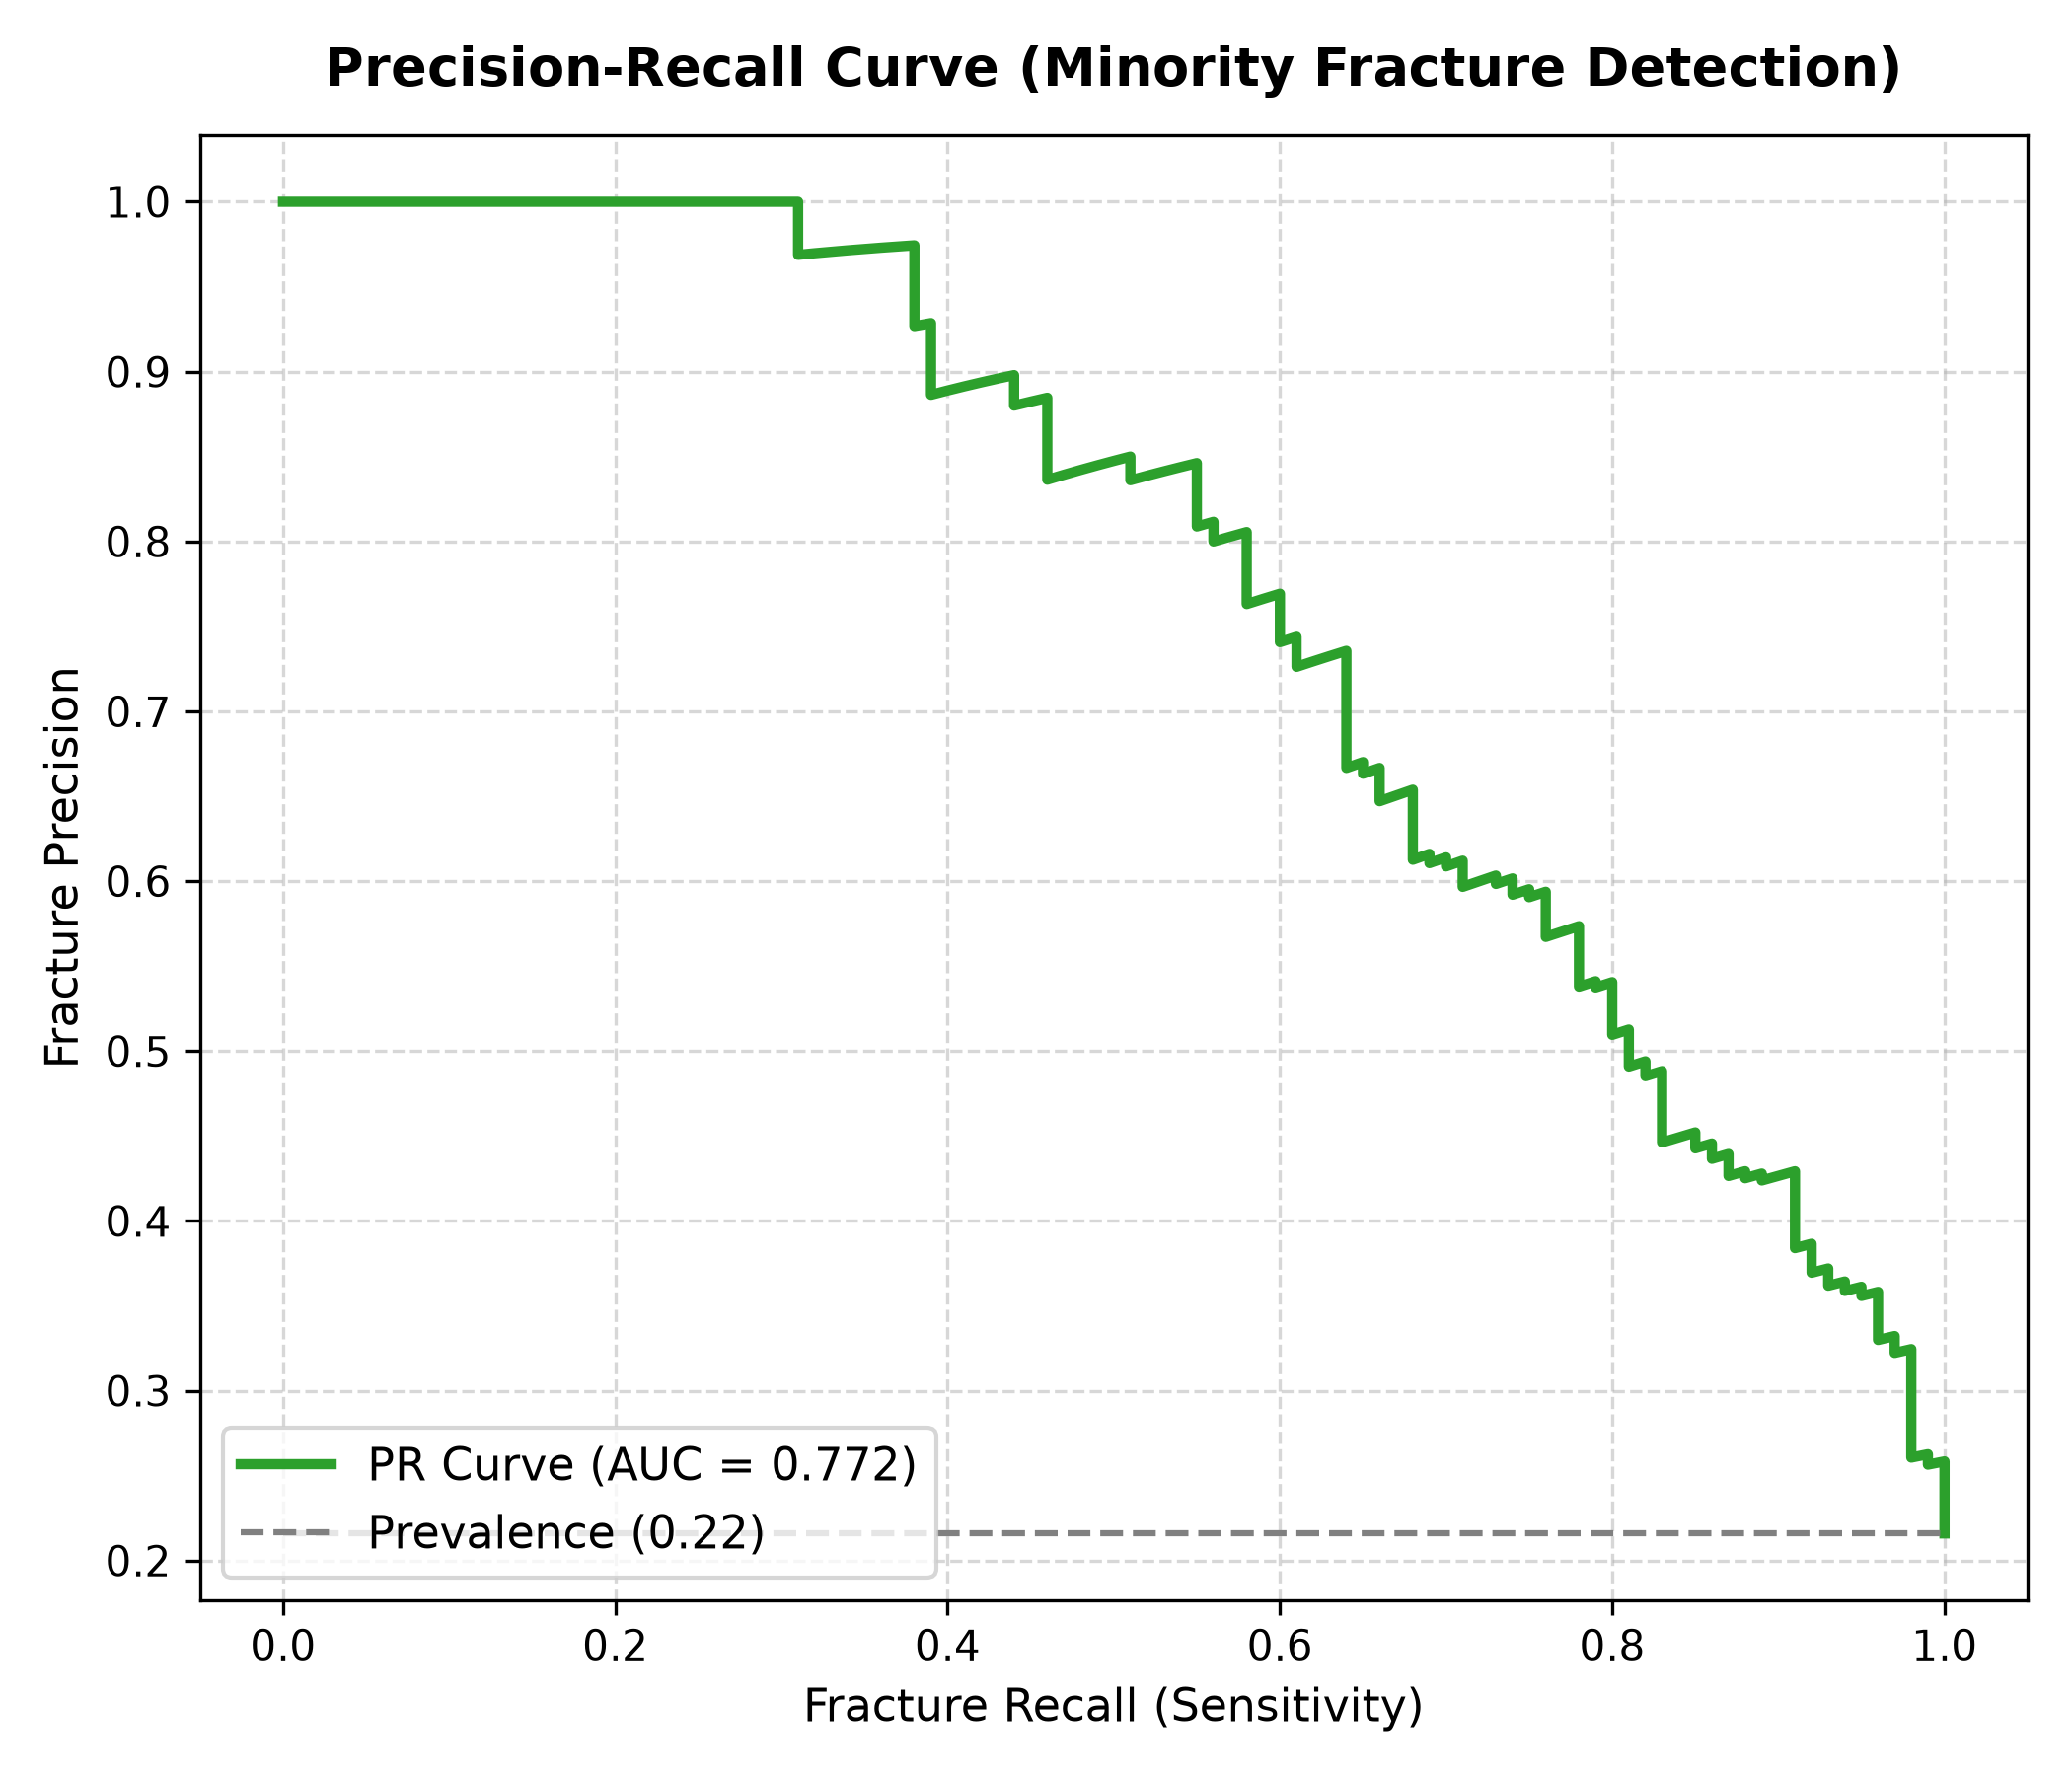 Precision-Recall Curve (Minority Fracture Detection)
Fracture Precision
1.0
0.9
0.8
0.7
0.6
0.5
0.4
0.3
0.2
PR Curve (AUC = 0.772)
Prevalence (0.22)
0.0 0.2 0.4 0.6 0.8 1.0
Fracture Recall (Sensitivity)